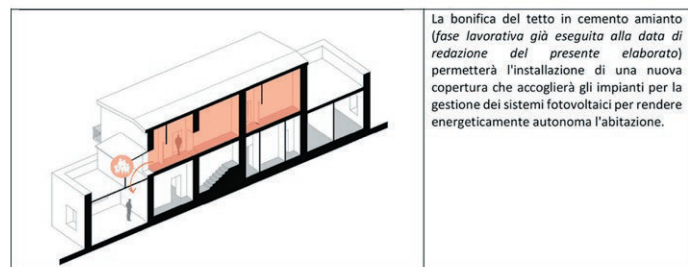 La bonifica del tetto in cemento amianto
(fase lavorativa già eseguita alla data di
redazione del presente elaborato)
permetterà l'installazione di una nuova
copertura che accoglierà gli impianti per la
gestione dei sistemi fotovoltaici per rendere
energeticamente autonoma l'abitazione.